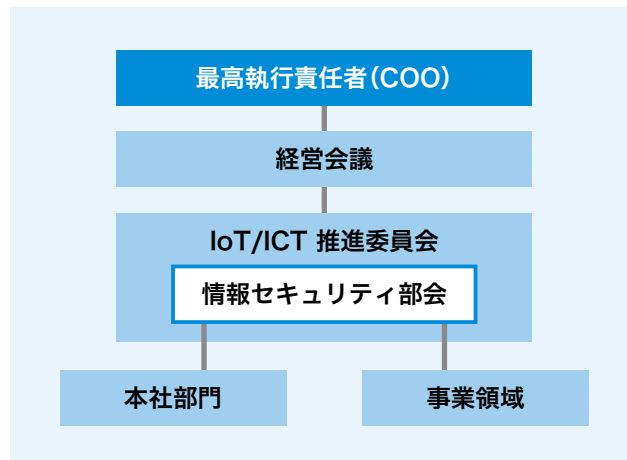 最高執行責任者(COO)
経営会議
IoT/ICT 推進委員会
情報セキュリティ部会
本社部門
事業領域